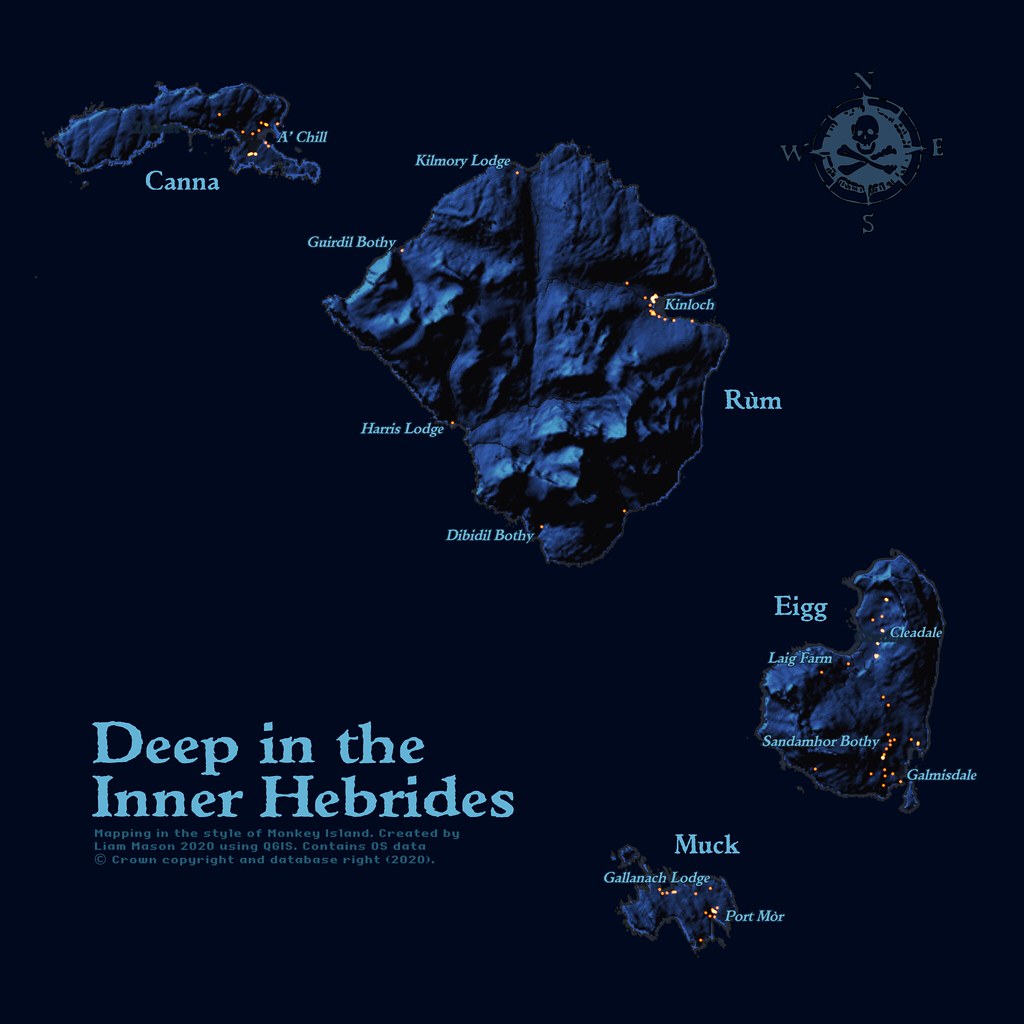 N
W
E
S
A' Chill
Canna
Kilmory Lodge
Guirdil Bothy
Kinloch
Rùm
Harris Lodge
Dibidil Bothy
Eigg
Cleadale
Laig Farm
Sandamhor Bothy
Galmisdale
Deep in the
Inner Hebrides
Mapping in the style of Monkey Island. Created by
Liam Mason 2020 using QGIS. Contains OS data
© Crown copyright and database right (2020).
Muck
Gallanach Lodge
Port Mòr